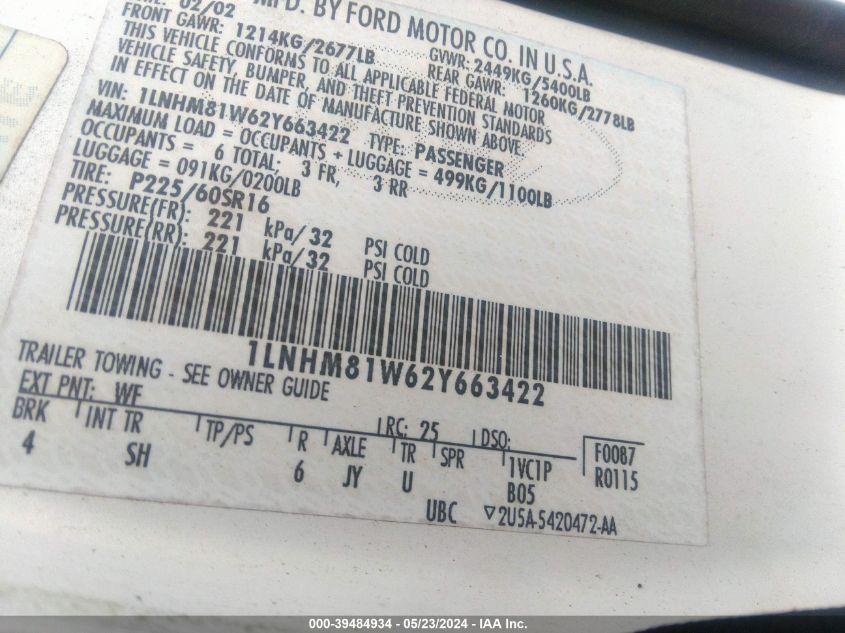 02/02 MFD. BY FORD MOTOR CO. IN U.S.A.
FRONT GAWR: 1214KG/2677LB GVWR: 2449KG/5400LB
REAR GAWR: 1260KG/2778LB
THIS VEHICLE CONFORMS TO ALL APPLICABLE FEDERAL MOTOR
VEHICLE SAFETY, BUMPER, AND THEFT PREVENTION STANDARDS
IN EFFECT ON THE DATE OF MANUFACTURE SHOWN ABOVE.
VIN: 1LNHM81W62Y663422 TYPE: PASSENGER
MAXIMUM LOAD = OCCUPANTS + LUGGAGE = 499KG/1100LB
OCCUPANTS = 6 TOTAL: 3 FR, 3 RR
LUGGAGE = 091KG/0200LB
TIRE: P225/60SR16
PRESSURE(FR): 221 kPa/32 PSI COLD
PRESSURE(RR): 221 kPa/32 PSI COLD
1LNHM81W62Y663422
TRAILER TOWING - SEE OWNER GUIDE
EXT PNT: WF RC: 25 DSO:
BRK INT TR TP/PS R AXLE TR SPR 1VC1P F0087
4 SH 6 JY U B05 R0115
UBC ▽2U5A-5420472-AA
000-39484934 - 05/23/2024 - IAA Inc.